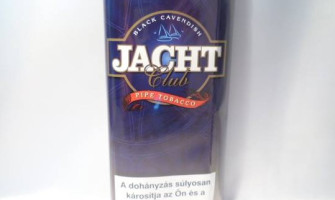 BLACK CAVENDISH
JACHT
Club
PIPE TOBACCO
A dohányzás súlyosan
károsítja az Ön és a